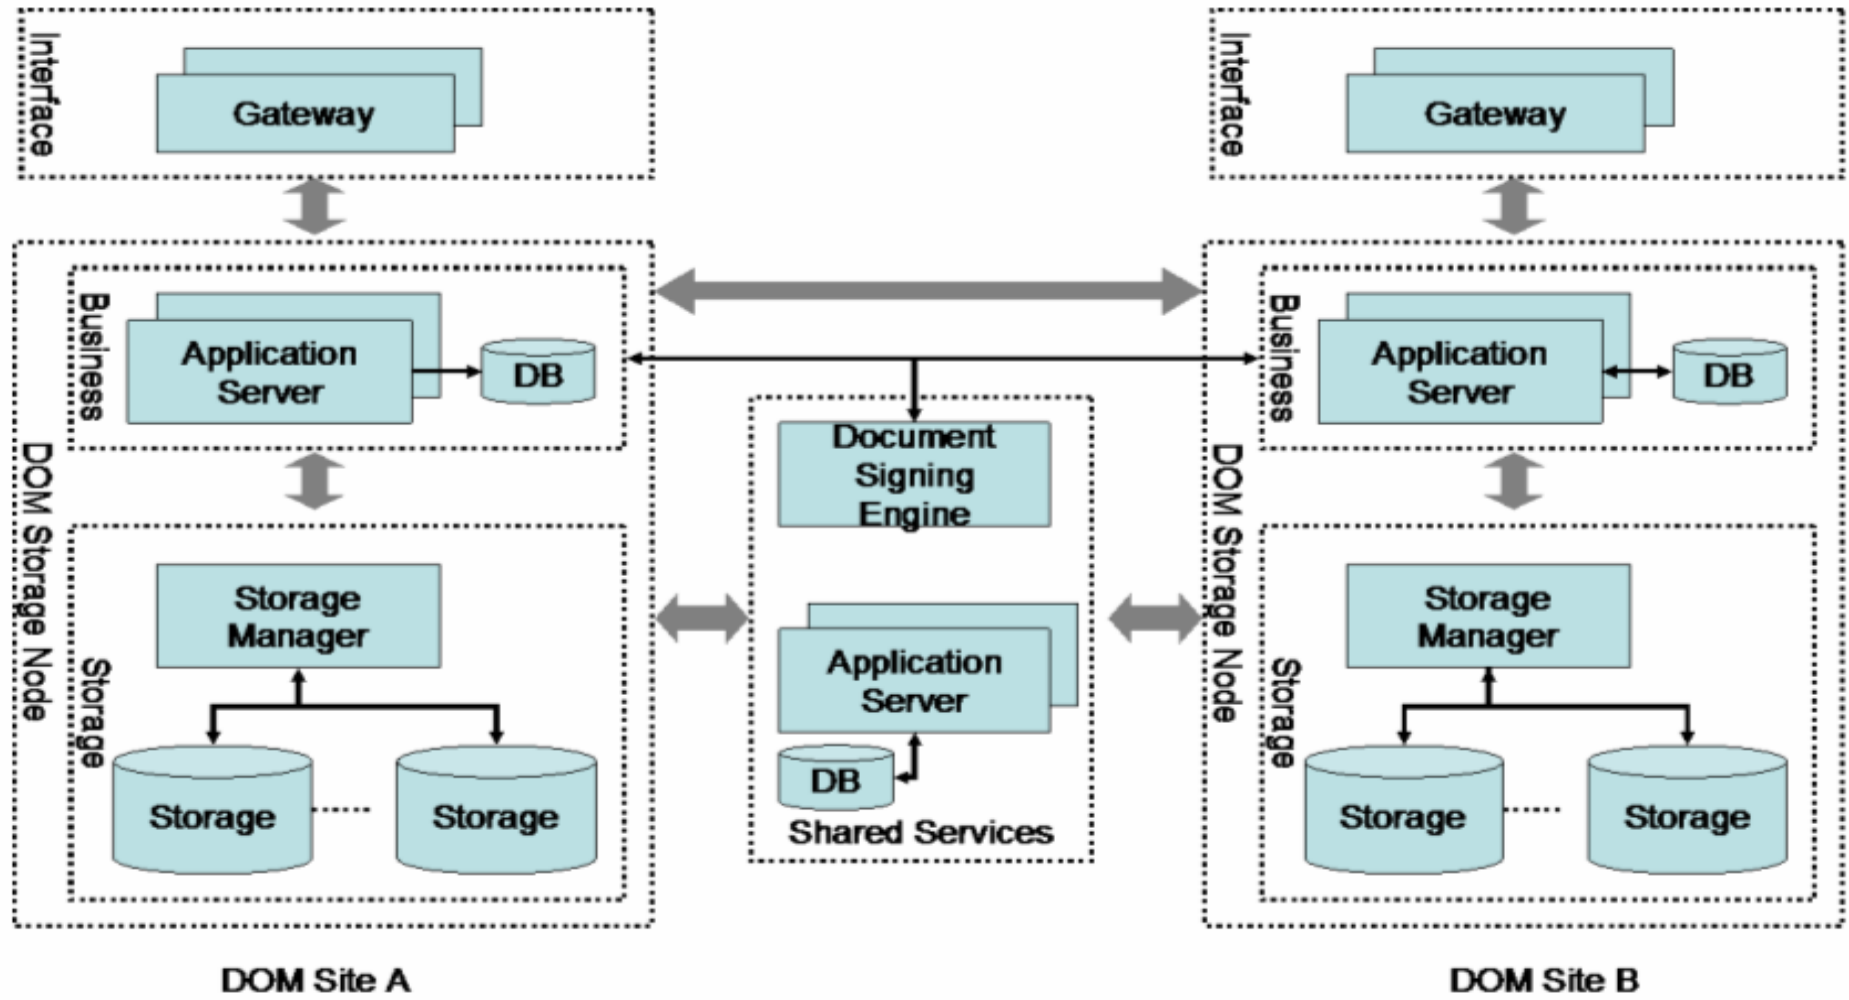 Interface
Gateway
Interface
Gateway
DOM Storage Node
Business
Application
Server
DB
Storage
Storage
Manager
Storage
Storage
Document
Signing
Engine
Application
Server
DB
Shared Services
DOM Storage Node
Business
Application
Server
DB
Storage
Storage
Manager
Storage
Storage
DOM Site A
DOM Site B